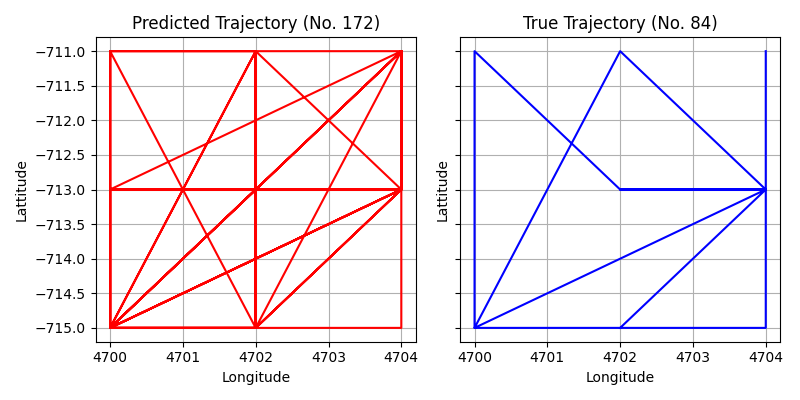 Predicted Trajectory (No. 172)
True Trajectory (No. 84)
Lattitude
−711.0
−711.5
−712.0
−712.5
−713.0
−713.5
−714.0
−714.5
−715.0
4700 4701 4702 4703 4704
Longitude
Lattitude
4700 4701 4702 4703 4704
Longitude